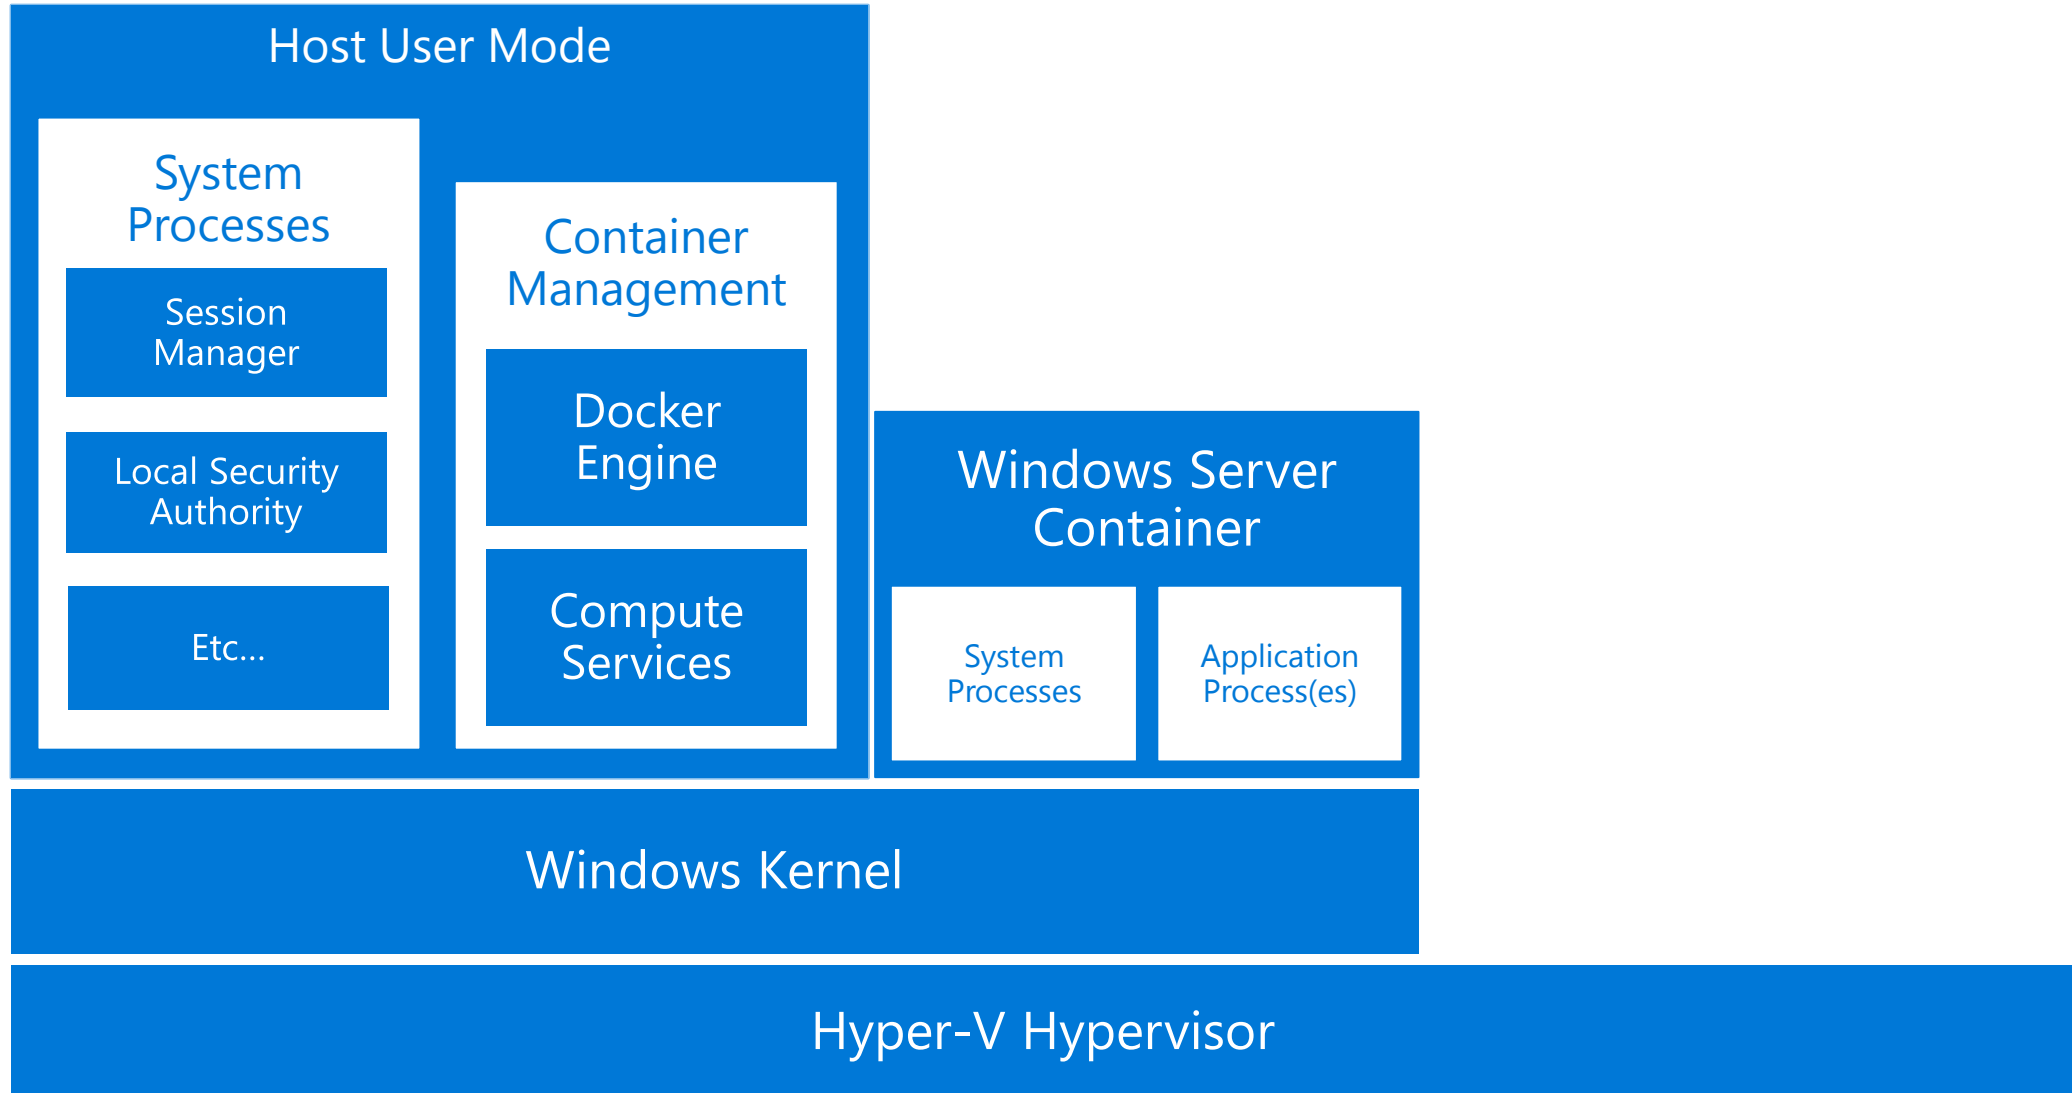 Host User Mode
System
Processes
Session
Manager
Local Security
Authority
Etc...
Container
Management
Docker
Engine
Compute
Services
Windows Server
Container
System
Processes
Application
Process(es)
Windows Kernel
Hyper-V Hypervisor